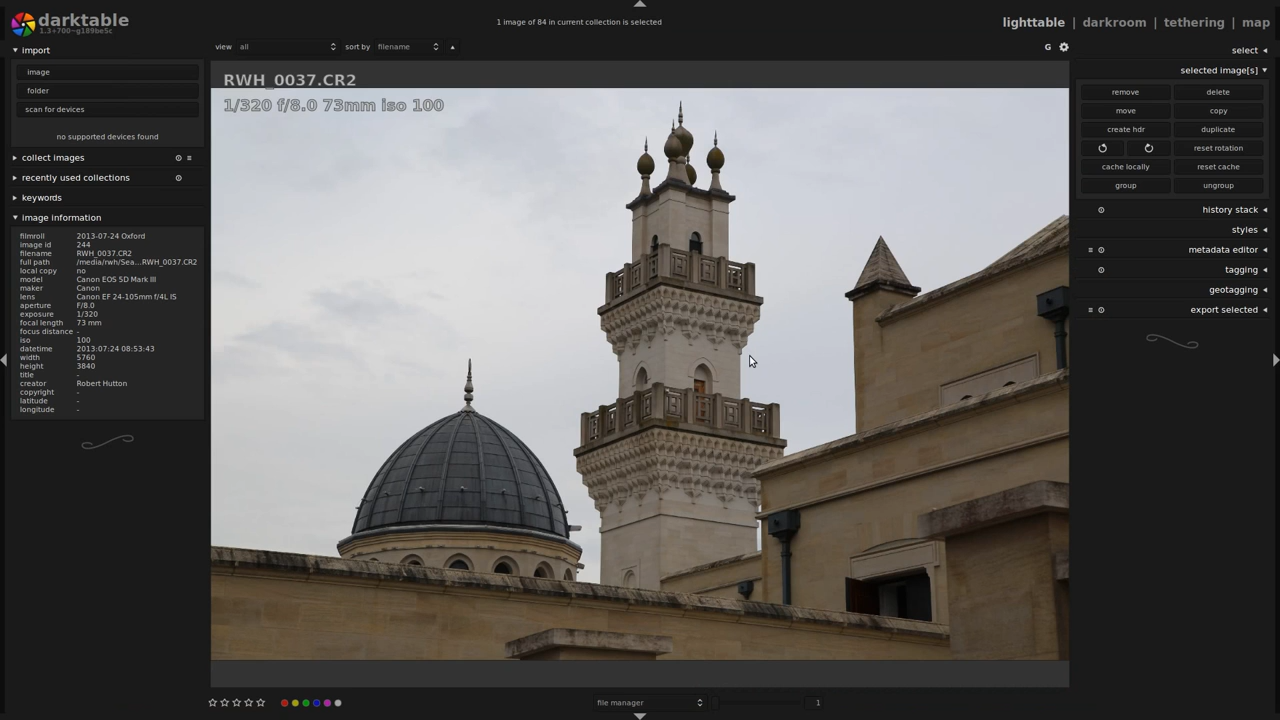 darktable
1.3+700~g189be5c
1 image of 84 in current collection is selected
lighttable | darkroom | tethering | map
import
image
folder
scan for devices
no supported devices found
collect images
recently used collections
keywords
image information
filmroll 2013-07-24 Oxford
image id 244
filename RWH_0037.CR2
full path /media/rwh/Sea...RWH_0037.CR2
local copy no
model Canon EOS 5D Mark III
maker Canon
lens Canon EF 24-105mm f/4L IS
aperture F/8.0
exposure 1/320
focal length 73 mm
focus distance -
iso 100
datetime 2013:07:24 08:53:43
width 5760
height 3840
title -
creator Robert Hutton
copyright -
latitude -
longitude -
view all sort by filename
G
RWH_0037.CR2
1/320 f/8.0 73mm iso 100
file manager 1
select
selected image[s]
remove delete
move copy
create hdr duplicate
reset rotation
cache locally reset cache
group ungroup
history stack
styles
metadata editor
tagging
geotagging
export selected